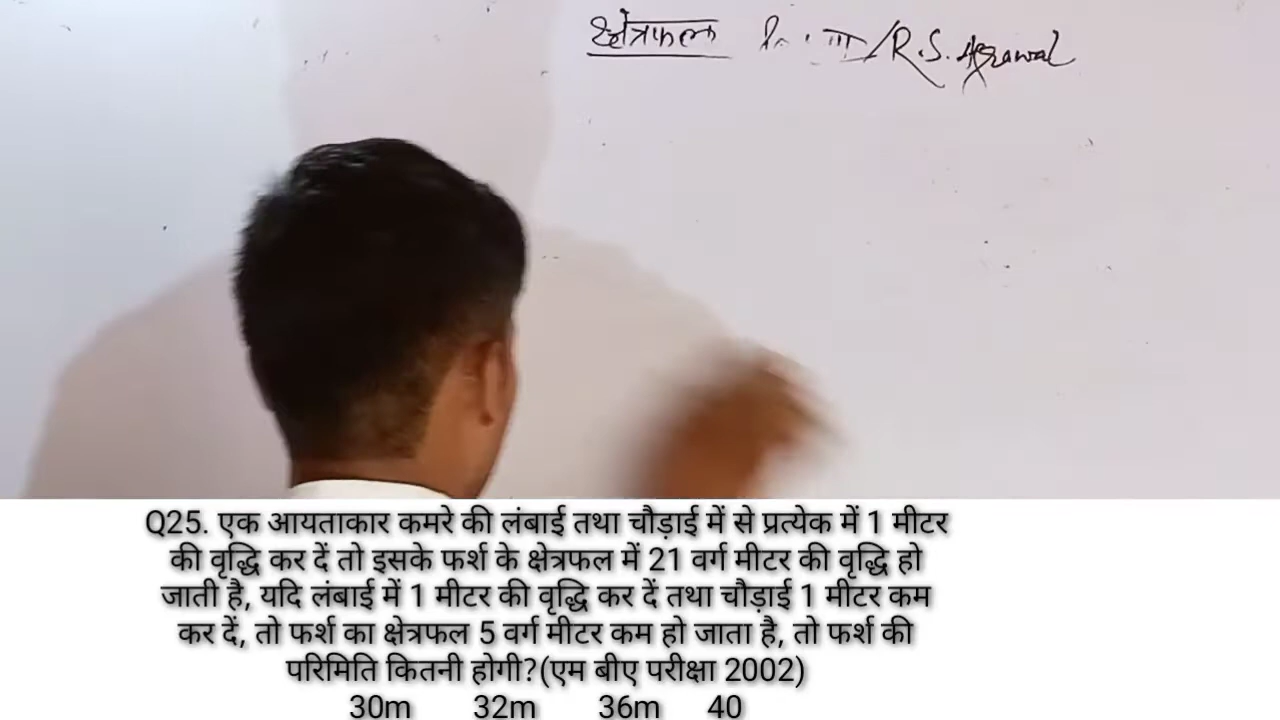 क्षेत्रफल /R.S. Agrawal
Q25. एक आयताकार कमरे की लंबाई तथा चौड़ाई में से प्रत्येक में 1 मीटर
की वृद्धि कर दें तो इसके फर्श के क्षेत्रफल में 21 वर्ग मीटर की वृद्धि हो
जाती है, यदि लंबाई में 1 मीटर की वृद्धि कर दें तथा चौड़ाई 1 मीटर कम
कर दें, तो फर्श का क्षेत्रफल 5 वर्ग मीटर कम हो जाता है, तो फर्श की
परिमिति कितनी होगी?(एम बीए परीक्षा 2002)
30m 32m 36m 40